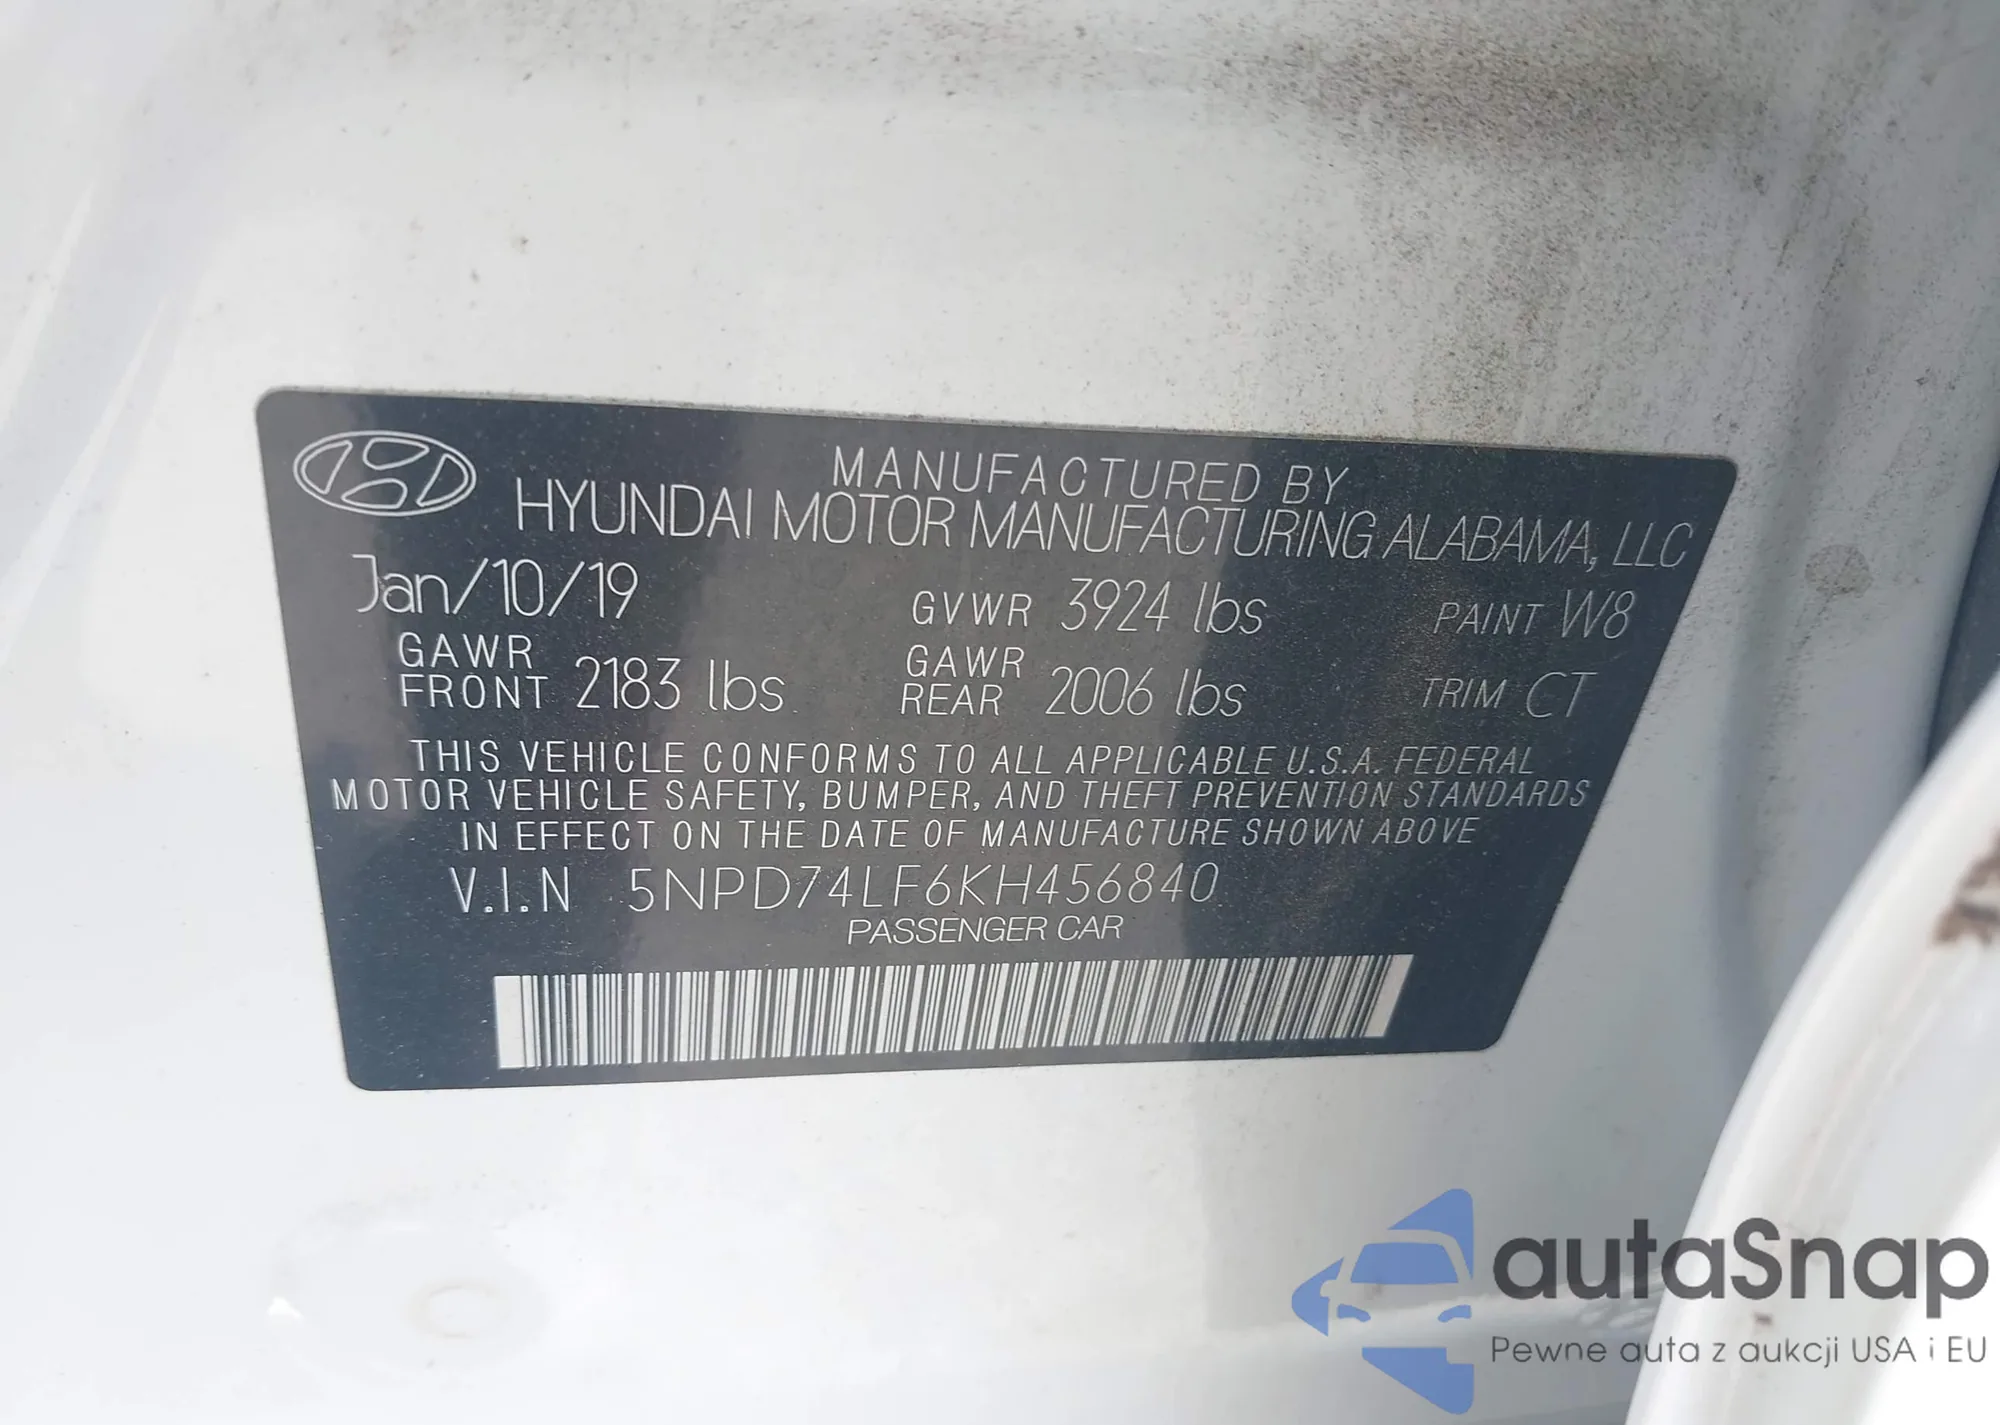 MANUFACTURED BY
HYUNDAI MOTOR MANUFACTURING ALABAMA, LLC
Jan/10/19 GVWR 3924 lbs PAINT W8
GAWR FRONT 2183 lbs GAWR REAR 2006 lbs TRIM CT
THIS VEHICLE CONFORMS TO ALL APPLICABLE U.S.A. FEDERAL
MOTOR VEHICLE SAFETY, BUMPER, AND THEFT PREVENTION STANDARDS
IN EFFECT ON THE DATE OF MANUFACTURE SHOWN ABOVE
V.I.N 5NPD74LF6KH456840
PASSENGER CAR
autaSnap
Pewne auta z aukcji USA i EU